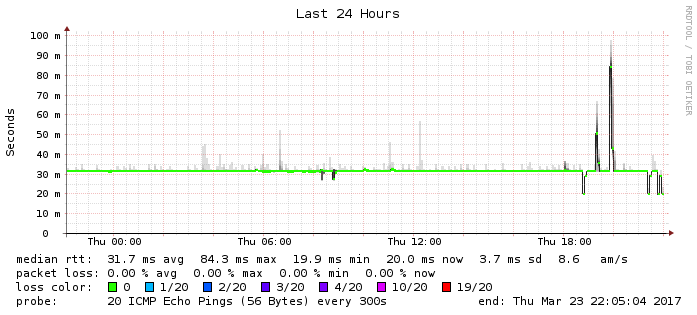 Last 24 Hours
RRDTOOL / TOBI OETIKER
Seconds
100 m
90 m
80 m
70 m
60 m
50 m
40 m
30 m
20 m
10 m
0
Thu 00:00 Thu 06:00 Thu 12:00 Thu 18:00
median rtt: 31.7 ms avg 84.3 ms max 19.9 ms min 20.0 ms now 3.7 ms sd 8.6 am/s
packet loss: 0.00 % avg 0.00 % max 0.00 % min 0.00 % now
loss color: 0 1/20 2/20 3/20 4/20 10/20 19/20
probe: 20 ICMP Echo Pings (56 Bytes) every 300s end: Thu Mar 23 22:05:04 2017